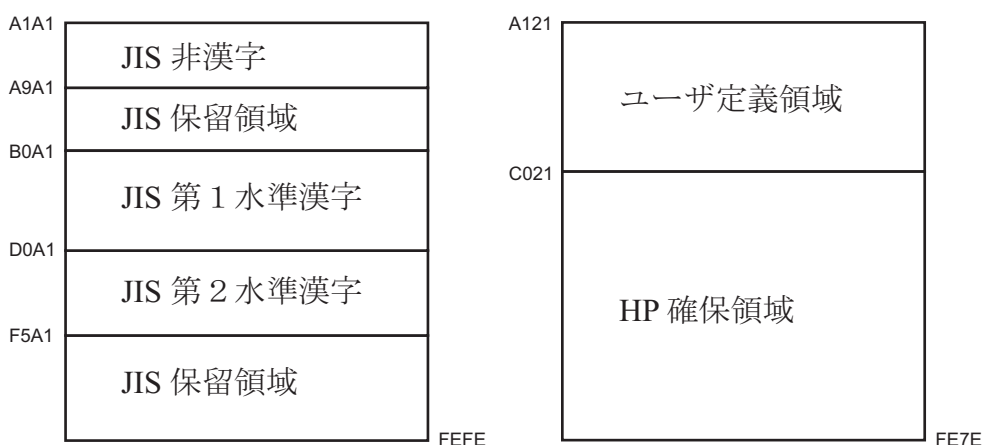 A1A1
JIS 非漢字
A9A1
JIS 保留領域
B0A1
JIS 第１水準漢字
D0A1
JIS 第２水準漢字
F5A1
JIS 保留領域
FEFE
A121
ユーザ定義領域
C021
HP 確保領域
FE7E